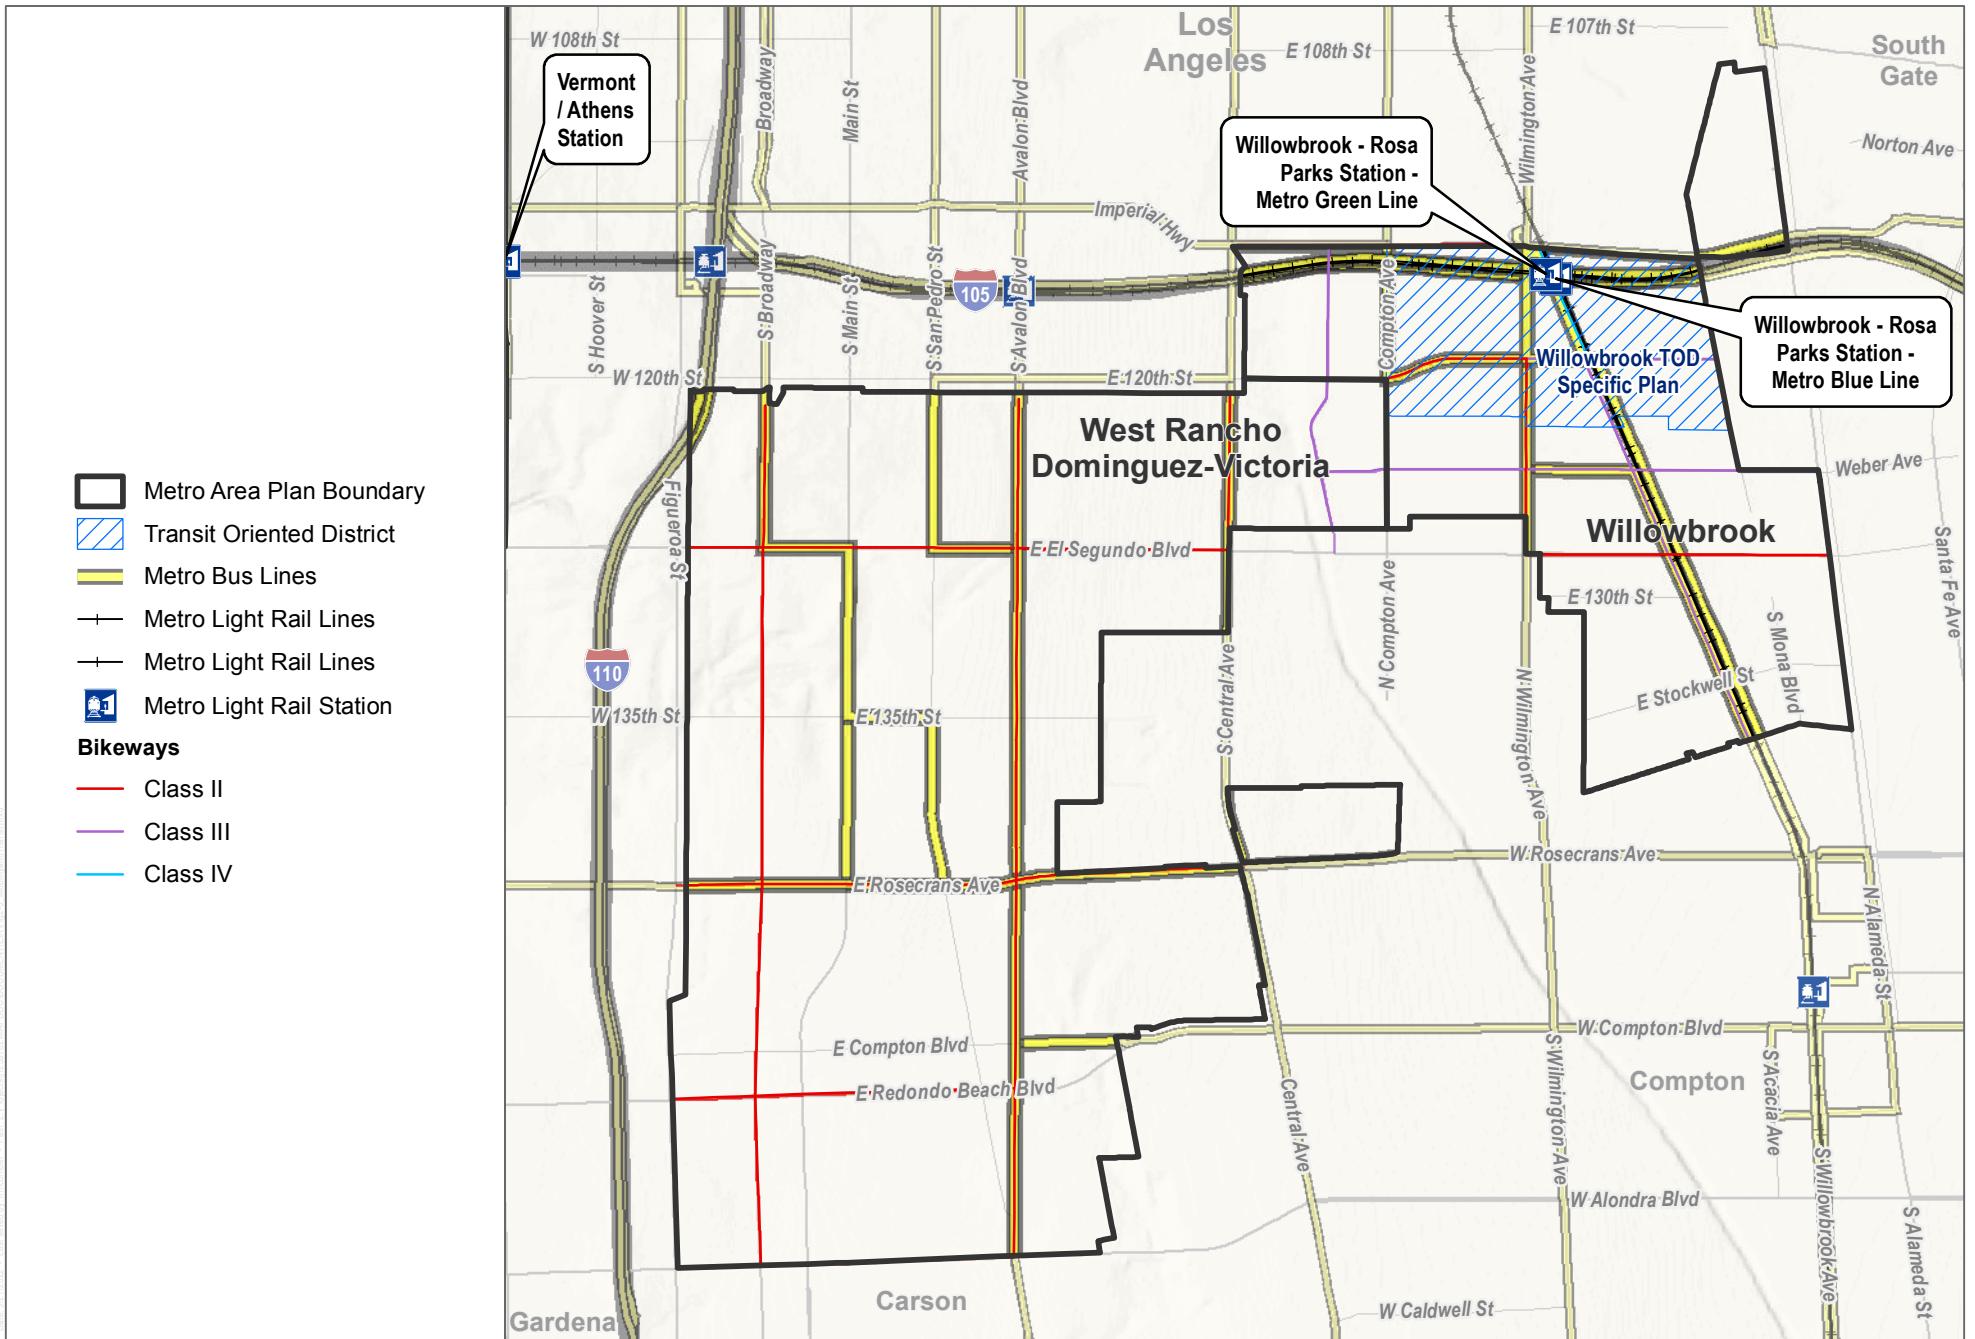 Metro Area Plan Boundary
Transit Oriented District
Metro Bus Lines
Metro Light Rail Lines
Metro Light Rail Lines
Metro Light Rail Station
Bikeways
Class II
Class III
Class IV
W 108th St
Vermont
/ Athens
Station
Broadway
Main St
Avalon Blvd
Los
Angeles
E 108th St
E 107th St
Wilmington Ave
South
Gate
Norton Ave
Willowbrook - Rosa
Parks Station -
Metro Green Line
Imperial Hwy
S Hoover St
S Broadway
S Main St
S San Pedro St
S Avalon Blvd
105
Compton Ave
Willowbrook - Rosa
Parks Station -
Metro Blue Line
W 120th St
E 120th St
Willowbrook TOD
Specific Plan
West Rancho
Dominguez-Victoria
Weber Ave
Figueroa St
E El Segundo Blvd
Willowbrook
Santa Fe Ave
E 130th St
N Compton Ave
S Mona Blvd
110
W 135th St
E 135th St
S Central Ave
N Wilmington Ave
E Stockwell St
E Rosecrans Ave
W Rosecrans Ave
N Alameda St
E Compton Blvd
W Compton Blvd
E Redondo Beach Blvd
Central Ave
S Wilmington Ave
Compton
S Acacia Ave
S Willowbrook Ave
W Alondra Blvd
S Alameda St
Carson
Gardena
W Caldwell St